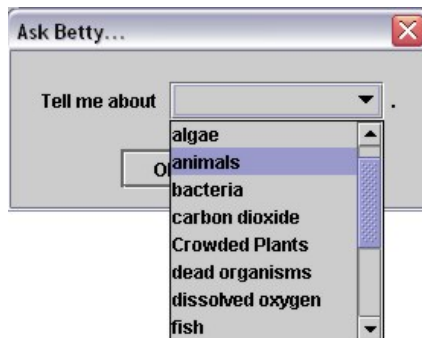 Ask Betty...
Tell me about .
algae
animals
bacteria
carbon dioxide
Crowded Plants
dead organisms
dissolved oxygen
fish